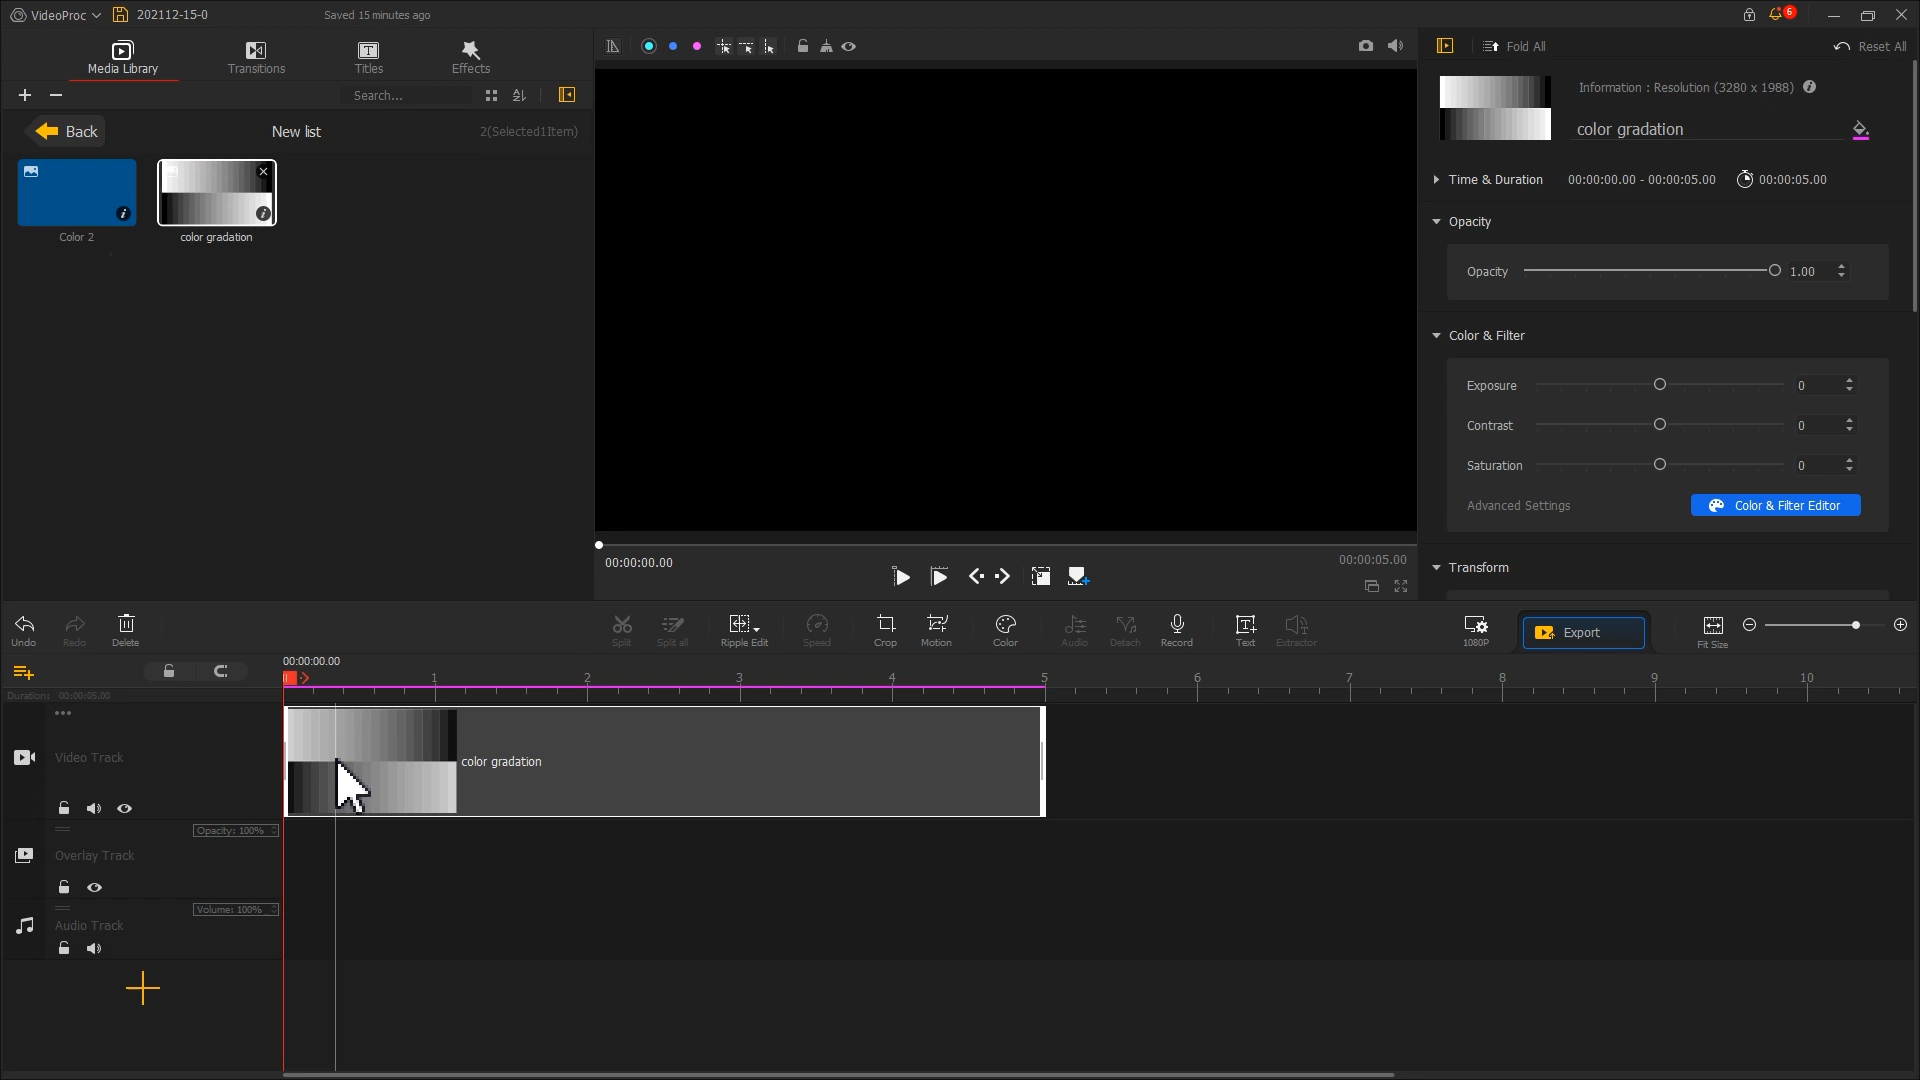 VideoProc 202112-15-0 Saved 15 minutes ago 6
Media Library Transitions Titles Effects
Fold All Reset All
Search...
Back New list 2(Selected1Item)
Color 2 color gradation
Information : Resolution (3280 x 1988)
color gradation
Time & Duration 00:00:00.00 - 00:00:05.00 00:00:05.00
Opacity
Opacity 1.00
Color & Filter
Exposure 0
Contrast 0
Saturation 0
Advanced Settings Color & Filter Editor
Transform
00:00:00.00 00:00:05.00
Undo Redo Delete Split Split all Ripple Edit Speed Crop Motion Color Audio Detach Record Text Extractor 1080P Export Fit Size
00:00:00.00
1 2 3 4 5 6 7 8 9 10
Duration: 00:00:05.00
Video Track
color gradation
Opacity: 100%
Overlay Track
Volume: 100%
Audio Track